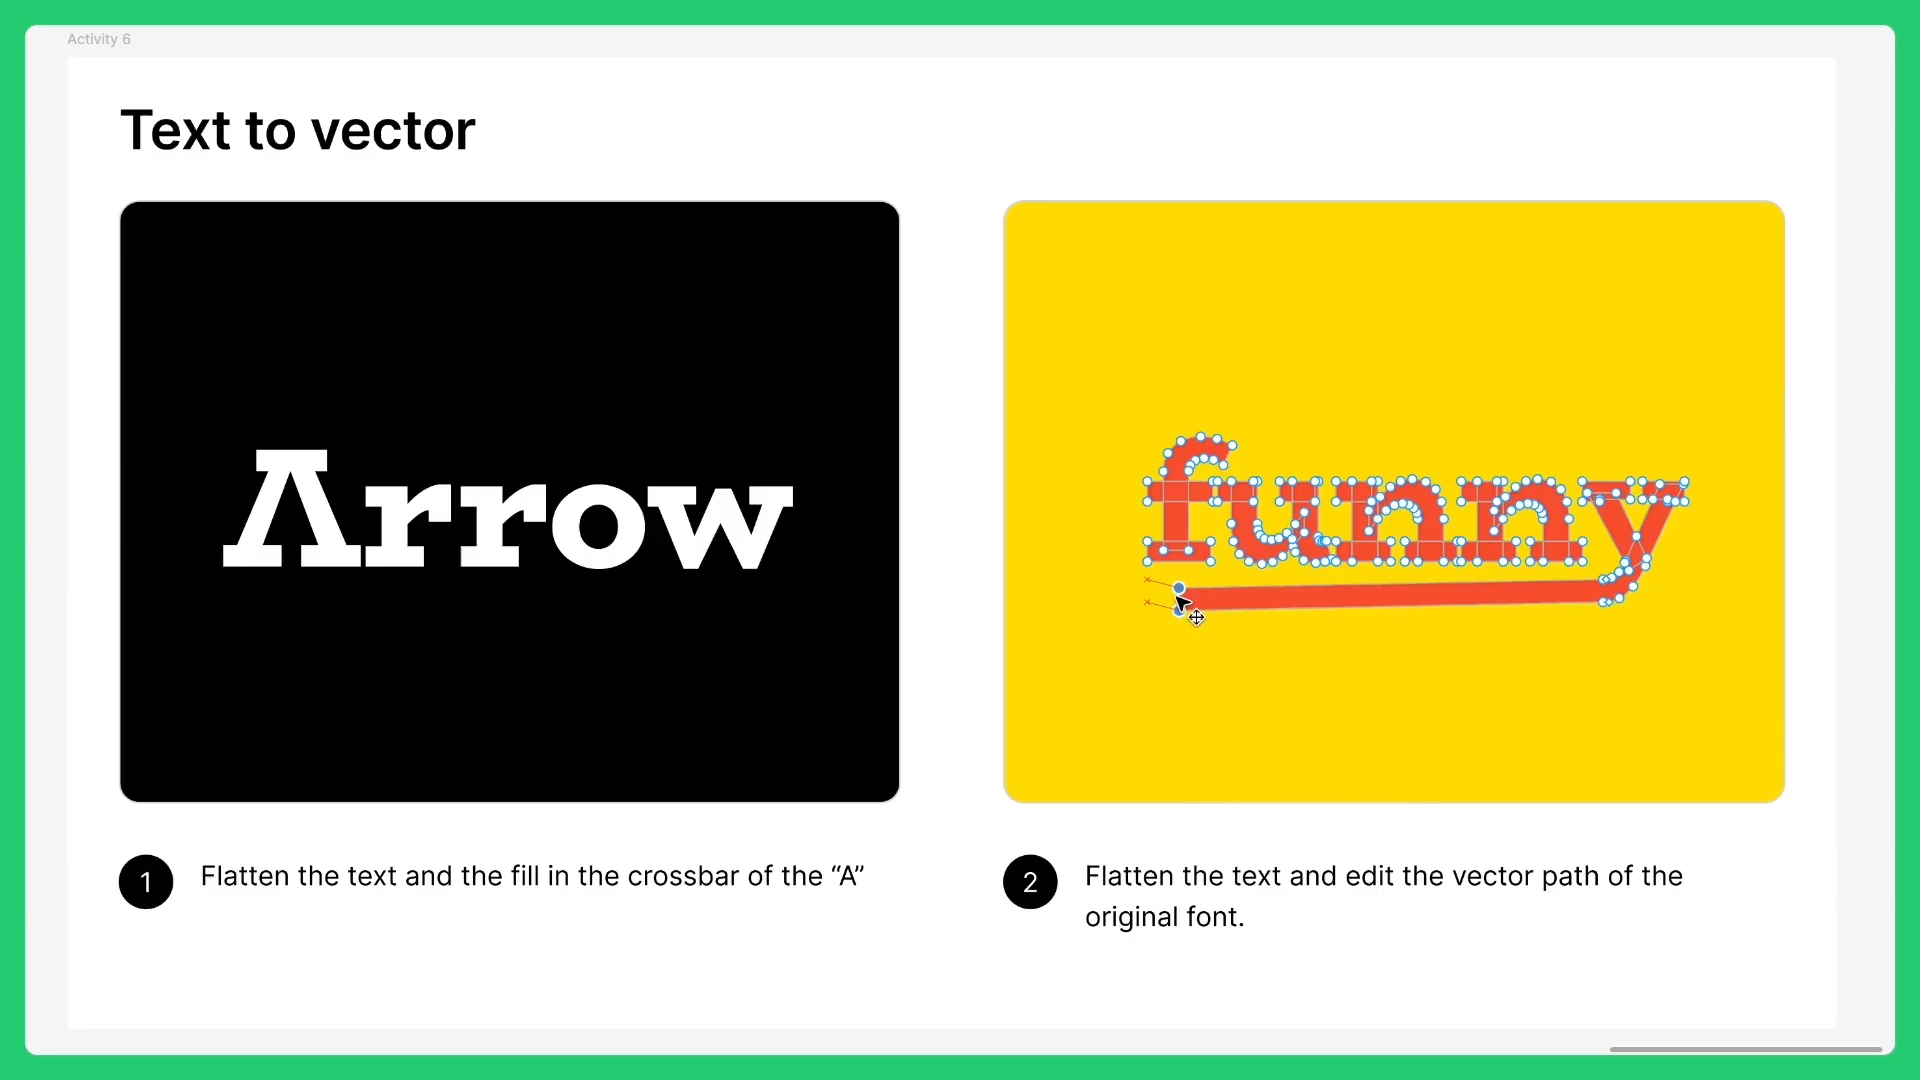 Activity 6
Text to vector
Arrow
funny
1
Flatten the text and the fill in the crossbar of the “A”
2
Flatten the text and edit the vector path of the
original font.